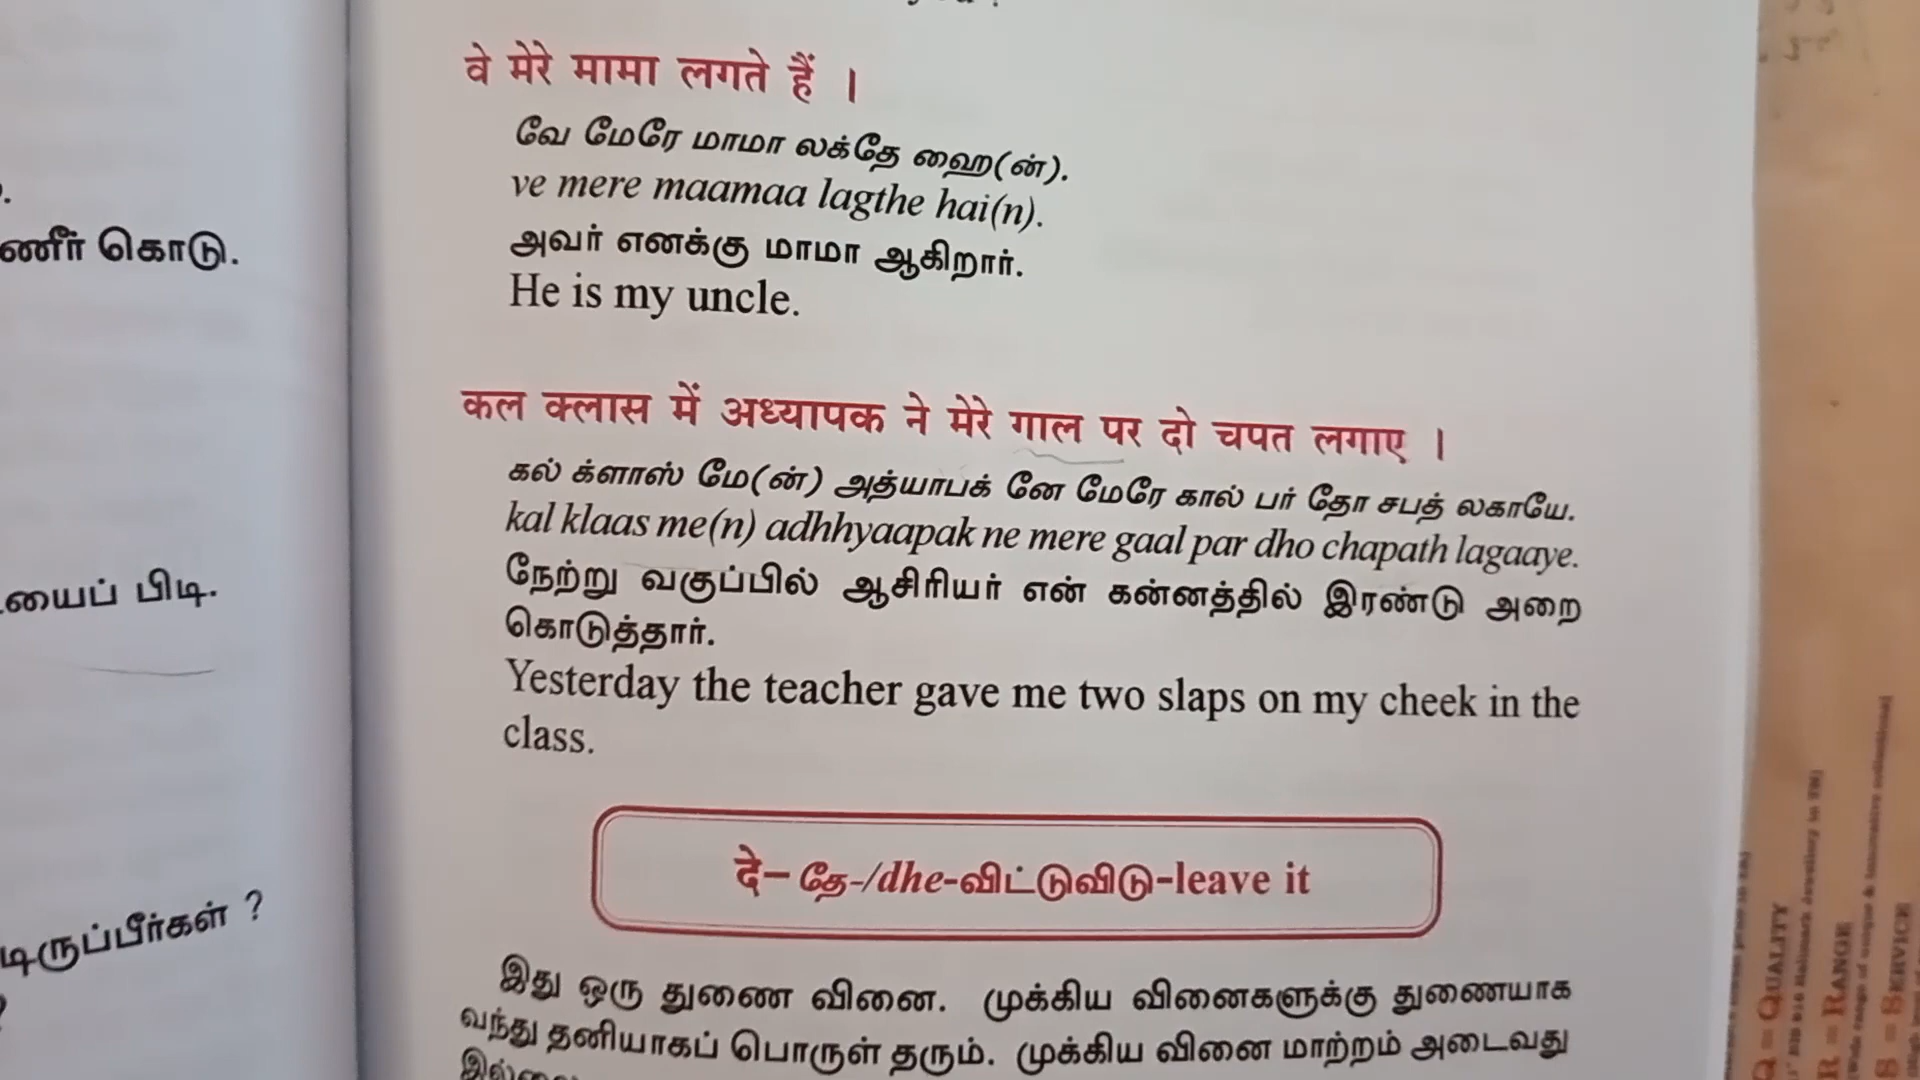 ணீர் கொடு.
யைப் பிடி.
டிருப்பீர்கள் ?
वे मेरे मामा लगते हैं ।
வே மேரே மாமா லக்தே ஹை(ன்).
ve mere maamaa lagthe hai(n).
அவர் எனக்கு மாமா ஆகிறார்.
He is my uncle.
कल क्लास में अध्यापक ने मेरे गाल पर दो चपत लगाए ।
கல் க்ளாஸ் மே(ன்) அத்யாபக் னே மேரே கால் பர் தோ சபத் லகாயே.
kal klaas me(n) adhhyaapak ne mere gaal par dho chapath lagaaye.
நேற்று வகுப்பில் ஆசிரியர் என் கன்னத்தில் இரண்டு அறை
கொடுத்தார்.
Yesterday the teacher gave me two slaps on my cheek in the
class.
दे– தே-/dhe-விட்டுவிடு-leave it
இது ஒரு துணை வினை. முக்கிய வினைகளுக்கு துணையாக
வந்து தனியாகப் பொருள் தரும். முக்கிய வினை மாற்றம் அடைவது
Q = QUALITY
R = RANGE
S = SERVICE